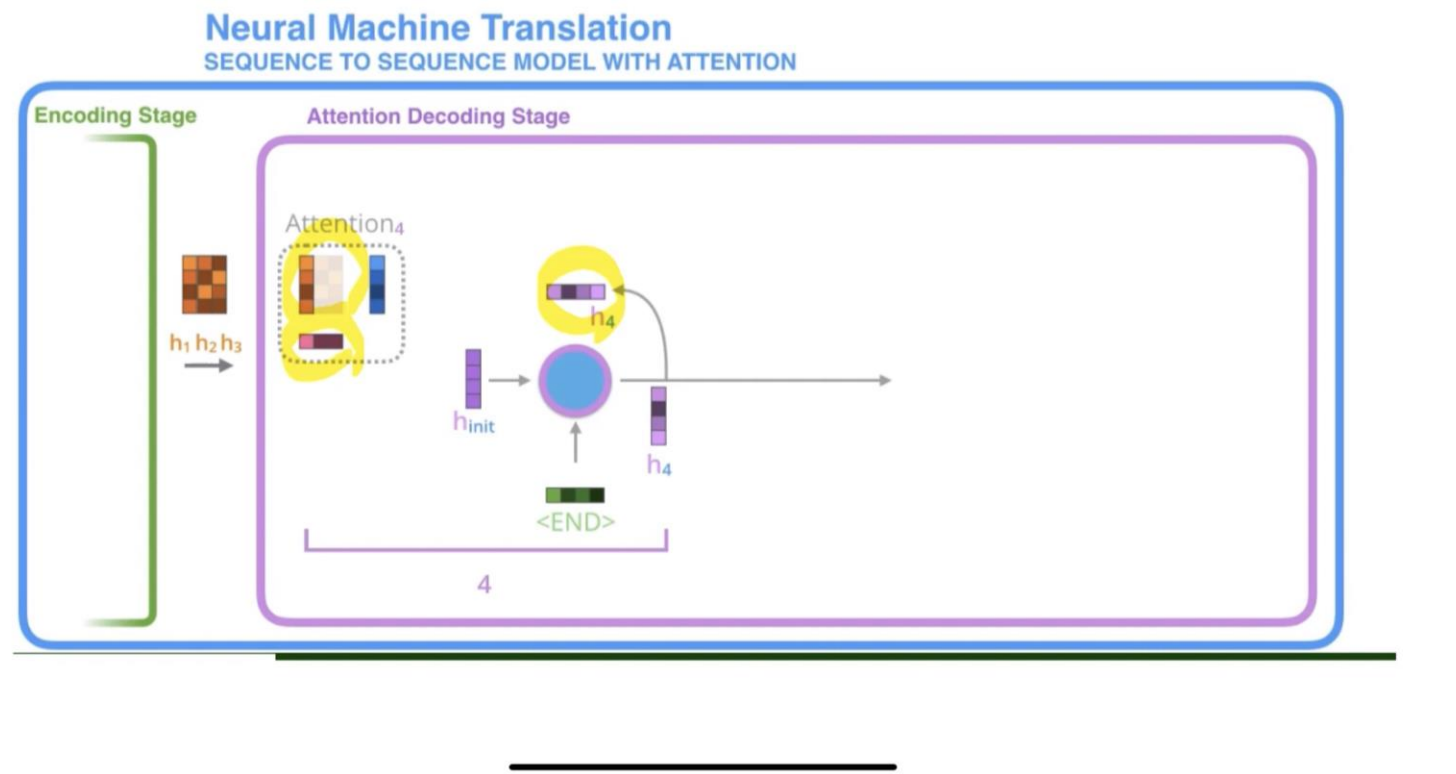 Neural Machine Translation
SEQUENCE TO SEQUENCE MODEL WITH ATTENTION
Encoding Stage
Attention Decoding Stage
Attention4
h4
h1 h2 h3
hinit
h4
<END>
4